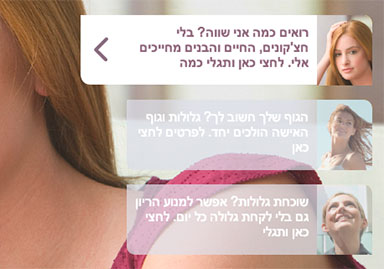 רואים כמה אני שווה? בלי
חצ'קונים, החיים והבנים מחייכים
אלי. לחצי כאן ותגלי כמה
הגוף שלך חשוב לך? גלולות וגוף
האישה הולכים יחד. לפרטים לחצי
כאן
שוכחת גלולות? אפשר למנוע הריון
גם בלי לקחת גלולה כל יום. לחצי
כאן ותגלי